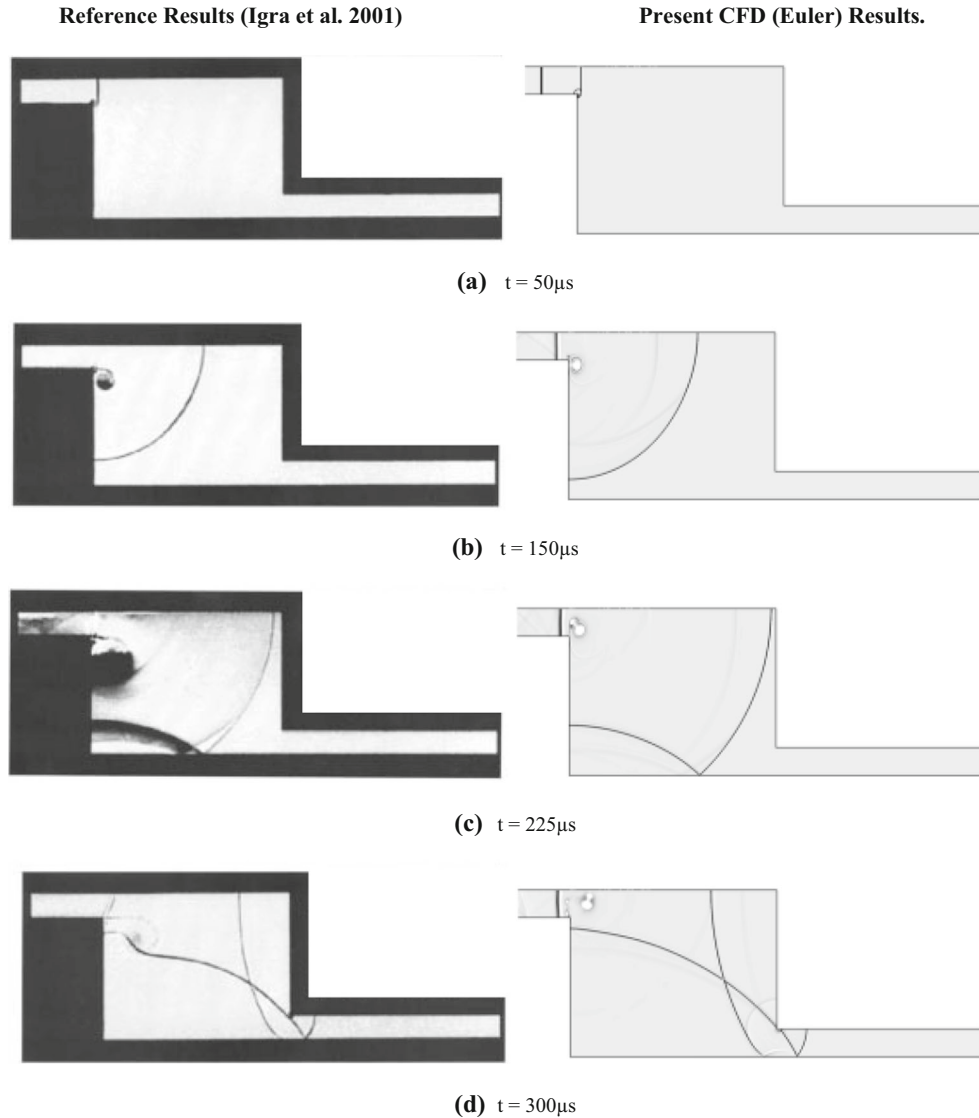 Reference Results (Igra et al. 2001) Present CFD (Euler) Results.
(a) t = 50μs
(b) t = 150μs
(c) t = 225μs
(d) t = 300μs